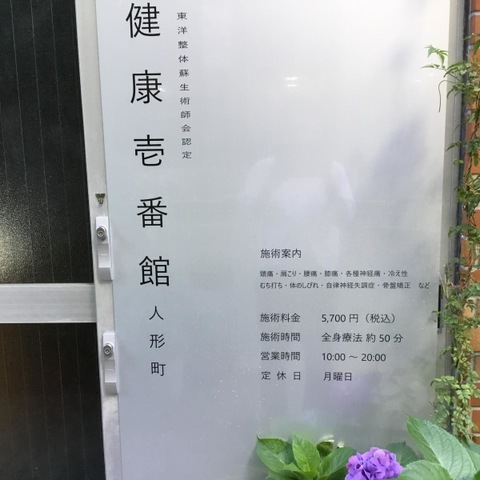 東洋整体蘇生術師会認定
健康壱番館人形町
施術案内
頭痛・肩こり・腰痛・膝痛・各種神経痛・冷え性
むち打ち・体のしびれ・自律神経失調症・骨盤矯正 など
施術料金 5,700円（税込）
施術時間 全身療法 約50分
営業時間 10:00 〜 20:00
定休日 月曜日